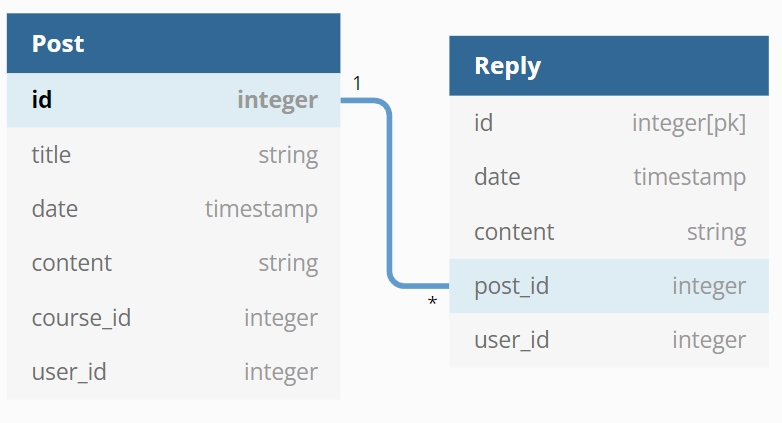 Post
id integer
title string
date timestamp
content string
course_id integer
user_id integer
1
*
Reply
id integer[pk]
date timestamp
content string
post_id integer
user_id integer